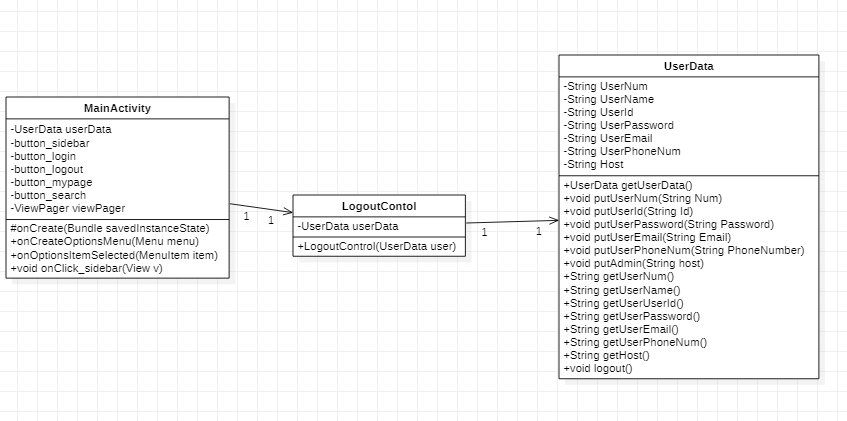 MainActivity
-UserData userData
-button_sidebar
-button_login
-button_logout
-button_mypage
-button_search
-ViewPager viewPager
#onCreate(Bundle savedInstanceState)
+onCreateOptionsMenu(Menu menu)
+onOptionsItemSelected(MenuItem item)
+void onClick_sidebar(View v)
1
1
LogoutContol
-UserData userData
+LogoutControl(UserData user)
1
1
UserData
-String UserNum
-String UserName
-String UserId
-String UserPassword
-String UserEmail
-String UserPhoneNum
-String Host
+UserData getUserData()
+void putUserNum(String Num)
+void putUserId(String Id)
+void putUserPassword(String Password)
+void putUserEmail(String Email)
+void putUserPhoneNum(String PhoneNumber)
+void putAdmin(String host)
+String getUserNum()
+String getUserName()
+String getUserUserId()
+String getUserPassword()
+String getUserEmail()
+String getUserPhoneNum()
+String getHost()
+void logout()